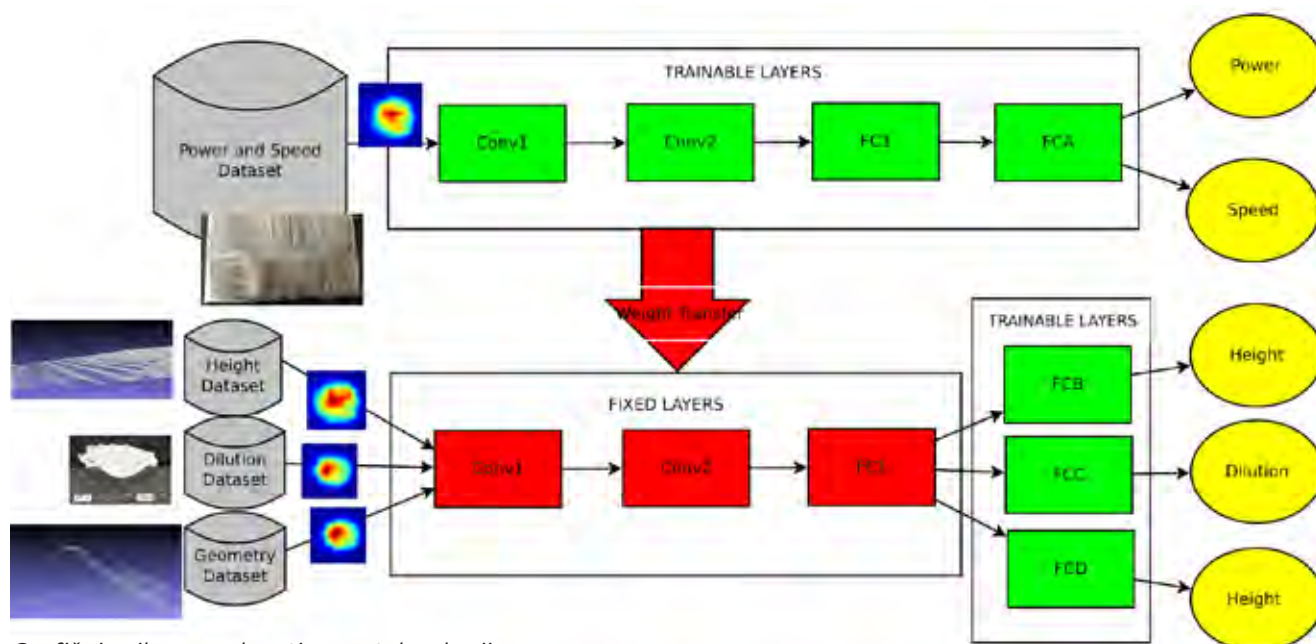 TRAINABLE LAYERS
Power and Speed
Dataset
Conv1
Conv2
FC1
FCA
Power
Speed
Weight Transfer
TRAINABLE LAYERS
Height
Dataset
Dilution
Dataset
Geometry
Dataset
FIXED LAYERS
Conv1
Conv2
FC1
FCB
FCC
FCD
Height
Dilution
Height